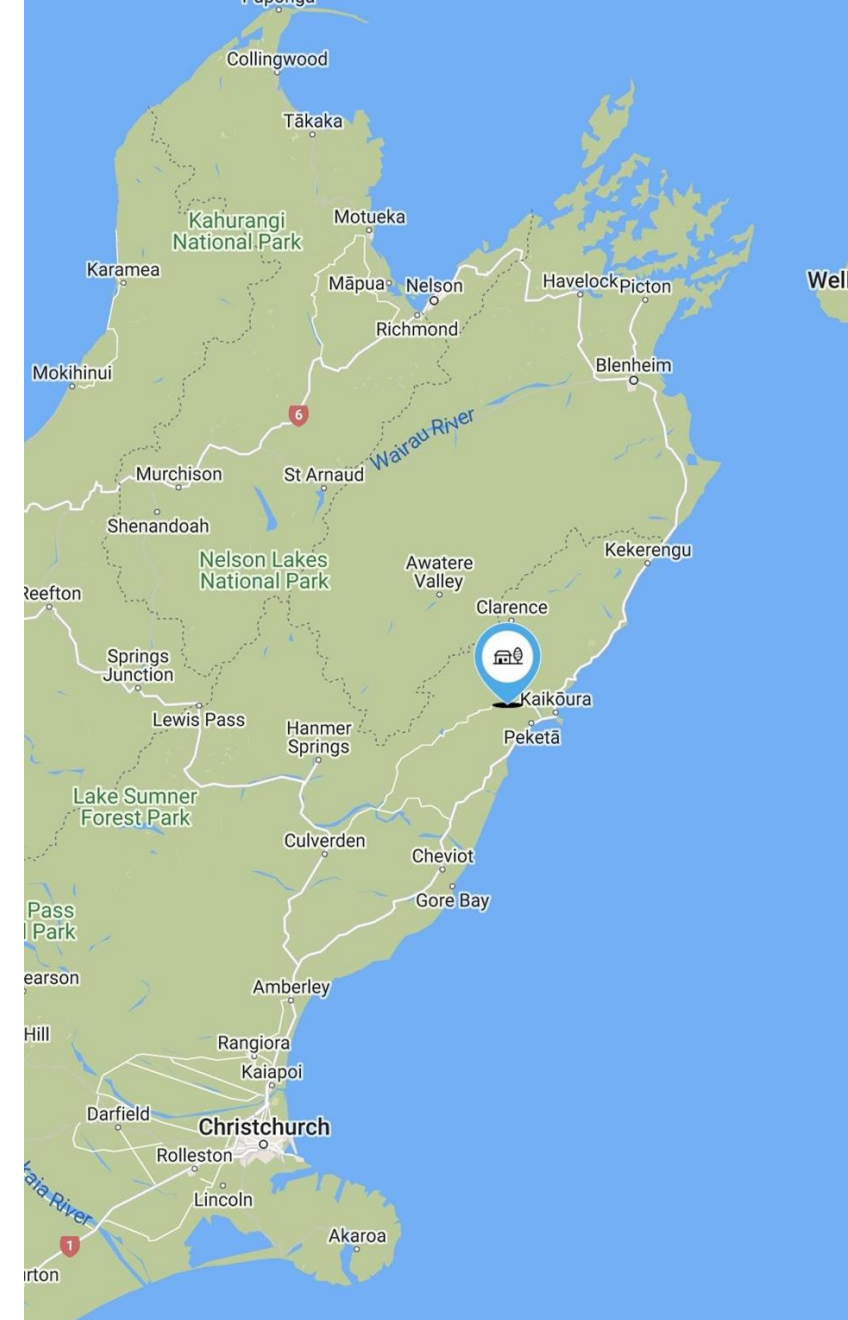 Collingwood
Tākaka
Kahurangi
National Park
Motueka
Karamea
Māpua
Nelson
Havelock
Picton
Well
Richmond
Mokihinui
Blenheim
6
Wairau River
Murchison
St Arnaud
Shenandoah
Nelson Lakes
National Park
Awatere
Valley
Kekerengu
Reefton
Clarence
Springs
Junction
Kaikōura
Lewis Pass
Hanmer
Springs
Peketā
Lake Sumner
Forest Park
Culverden
Cheviot
Gore Bay
Pass
l Park
earson
Amberley
Hill
Rangiora
Kaiapoi
Darfield
Christchurch
Rolleston
kaia River
Lincoln
Akaroa
1
rton